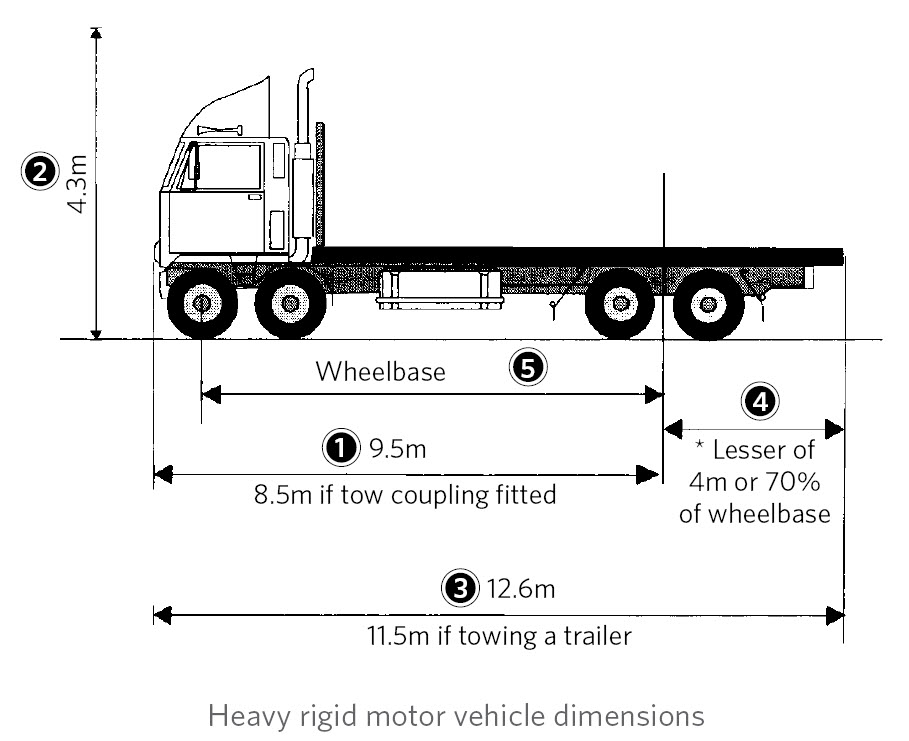 2
4.3m
Wheelbase 5
4
1 9.5m
* Lesser of
4m or 70%
of wheelbase
8.5m if tow coupling fitted
3 12.6m
11.5m if towing a trailer
Heavy rigid motor vehicle dimensions